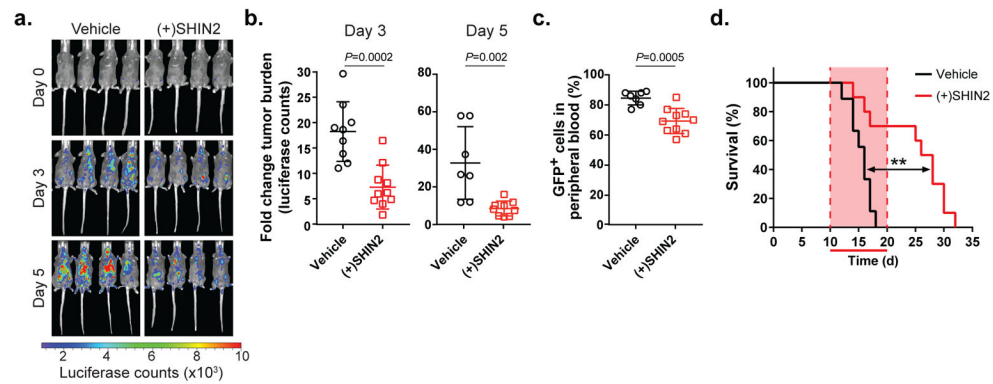 a.
Vehicle
(+)SHIN2
Day 0
Day 3
Day 5
2
4
6
8
10
Luciferase counts (x10³)
b.
Day 3
Day 5
P=0.0002
P=0.002
Fold change tumor burden
(luciferase counts)
30
25
20
15
10
5
0
80
60
40
20
0
Vehicle
(+)SHIN2
Vehicle
(+)SHIN2
c.
P=0.0005
GFP⁺ cells in
peripheral blood (%)
100
80
60
40
20
0
Vehicle
(+)SHIN2
d.
Vehicle
(+)SHIN2
Survival (%)
100
80
60
40
20
0
**
0
5
10
15
20
25
30
35
Time (d)